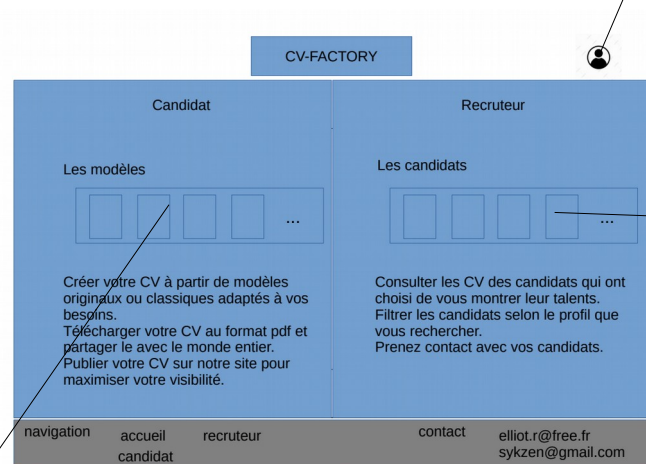 CV-FACTORY
Candidat
Les modèles
...
Créer votre CV à partir de modèles
originaux ou classiques adaptés à vos
besoins.
Télécharger votre CV au format pdf et
partager le avec le monde entier.
Publier votre CV sur notre site pour
maximiser votre visibilité.
Recruteur
Les candidats
...
Consulter les CV des candidats qui ont
choisi de vous montrer leur talents.
Filtrer les candidats selon le profil que
vous rechercher.
Prenez contact avec vos candidats.
navigation
accueil
recruteur
candidat
contact
elliot.r@free.fr
sykzen@gmail.com